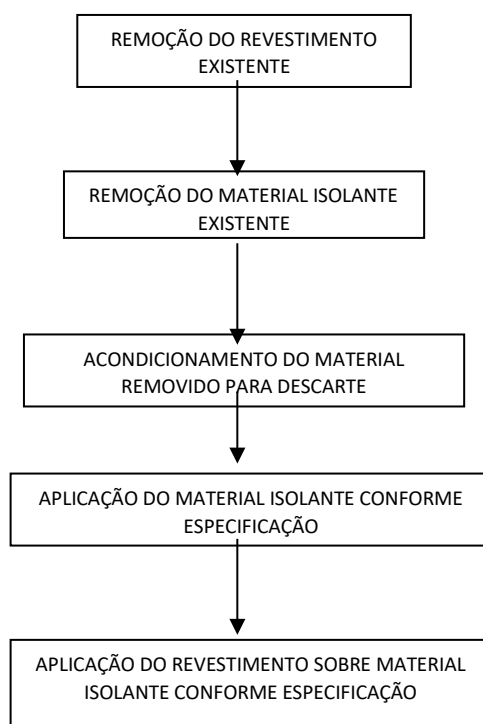 REMOÇÃO DO REVESTIMENTO
EXISTENTE
REMOÇÃO DO MATERIAL ISOLANTE
EXISTENTE
ACONDICIONAMENTO DO MATERIAL
REMOVIDO PARA DESCARTE
APLICAÇÃO DO MATERIAL ISOLANTE CONFORME
ESPECIFICAÇÃO
APLICAÇÃO DO REVESTIMENTO SOBRE MATERIAL
ISOLANTE CONFORME ESPECIFICAÇÃO